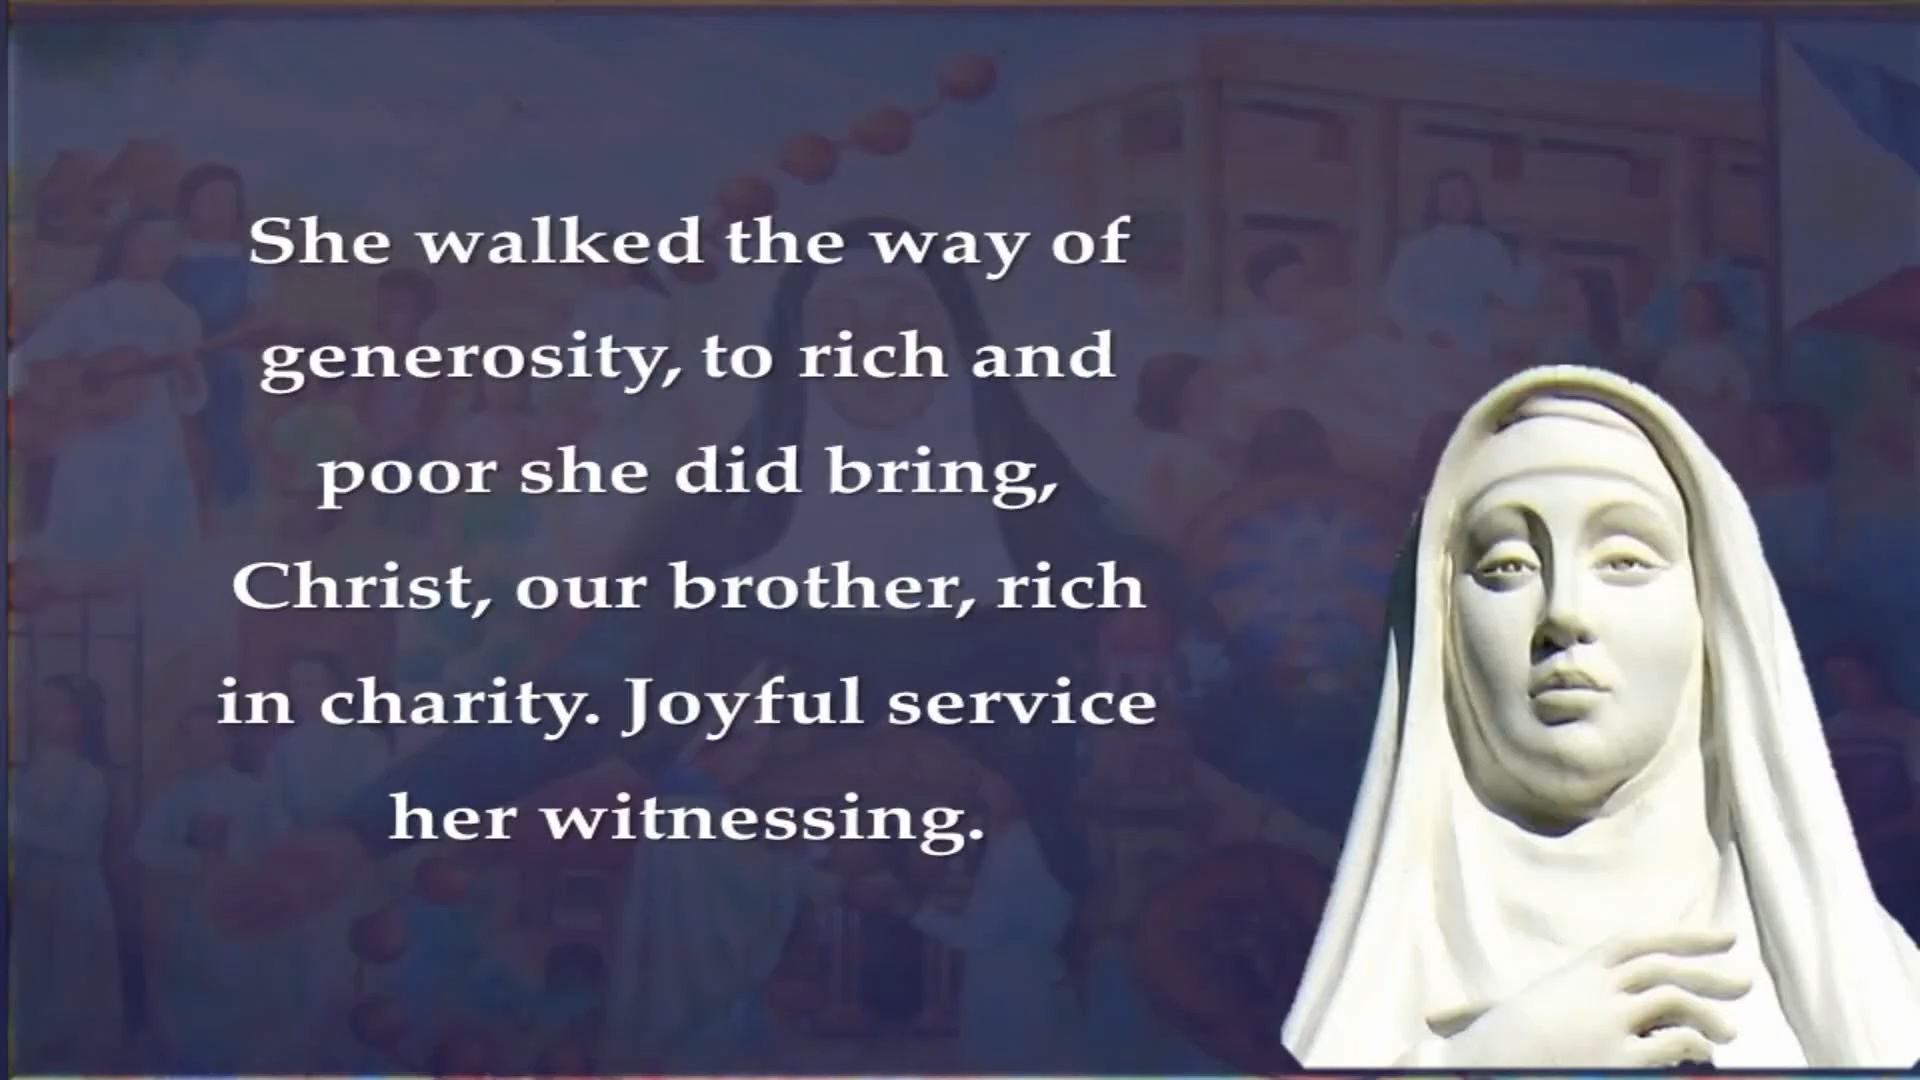 She walked the way of
generosity, to rich and
poor she did bring,
Christ, our brother, rich
in charity. Joyful service
her witnessing.